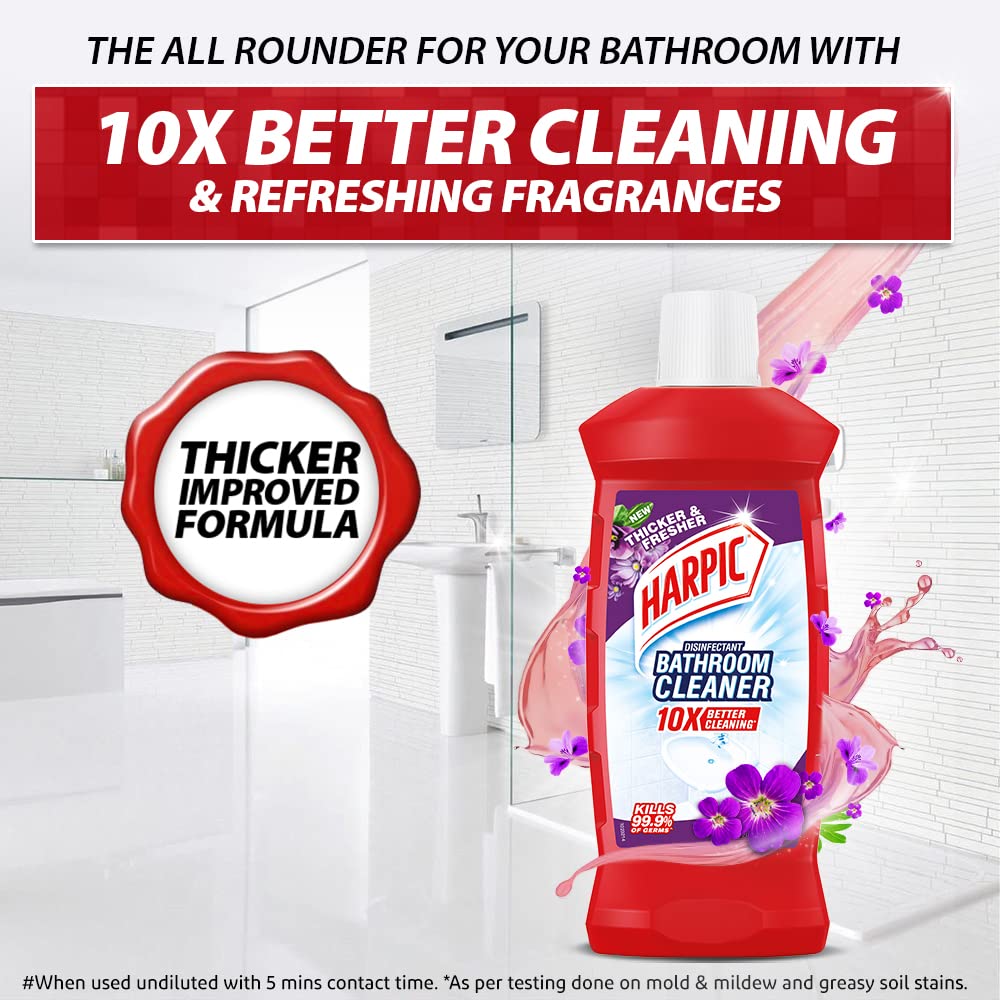 THE ALL ROUNDER FOR YOUR BATHROOM WITH
10X BETTER CLEANING
& REFRESHING FRAGRANCES
THICKER
IMPROVED
FORMULA
NEW
THICKER &
FRESHER
HARPIC
DISINFECTANT
BATHROOM
CLEANER
10X BETTER
CLEANING*
KILLS
99.9%
OF GERMS#
#When used undiluted with 5 mins contact time. *As per testing done on mold & mildew and greasy soil stains.